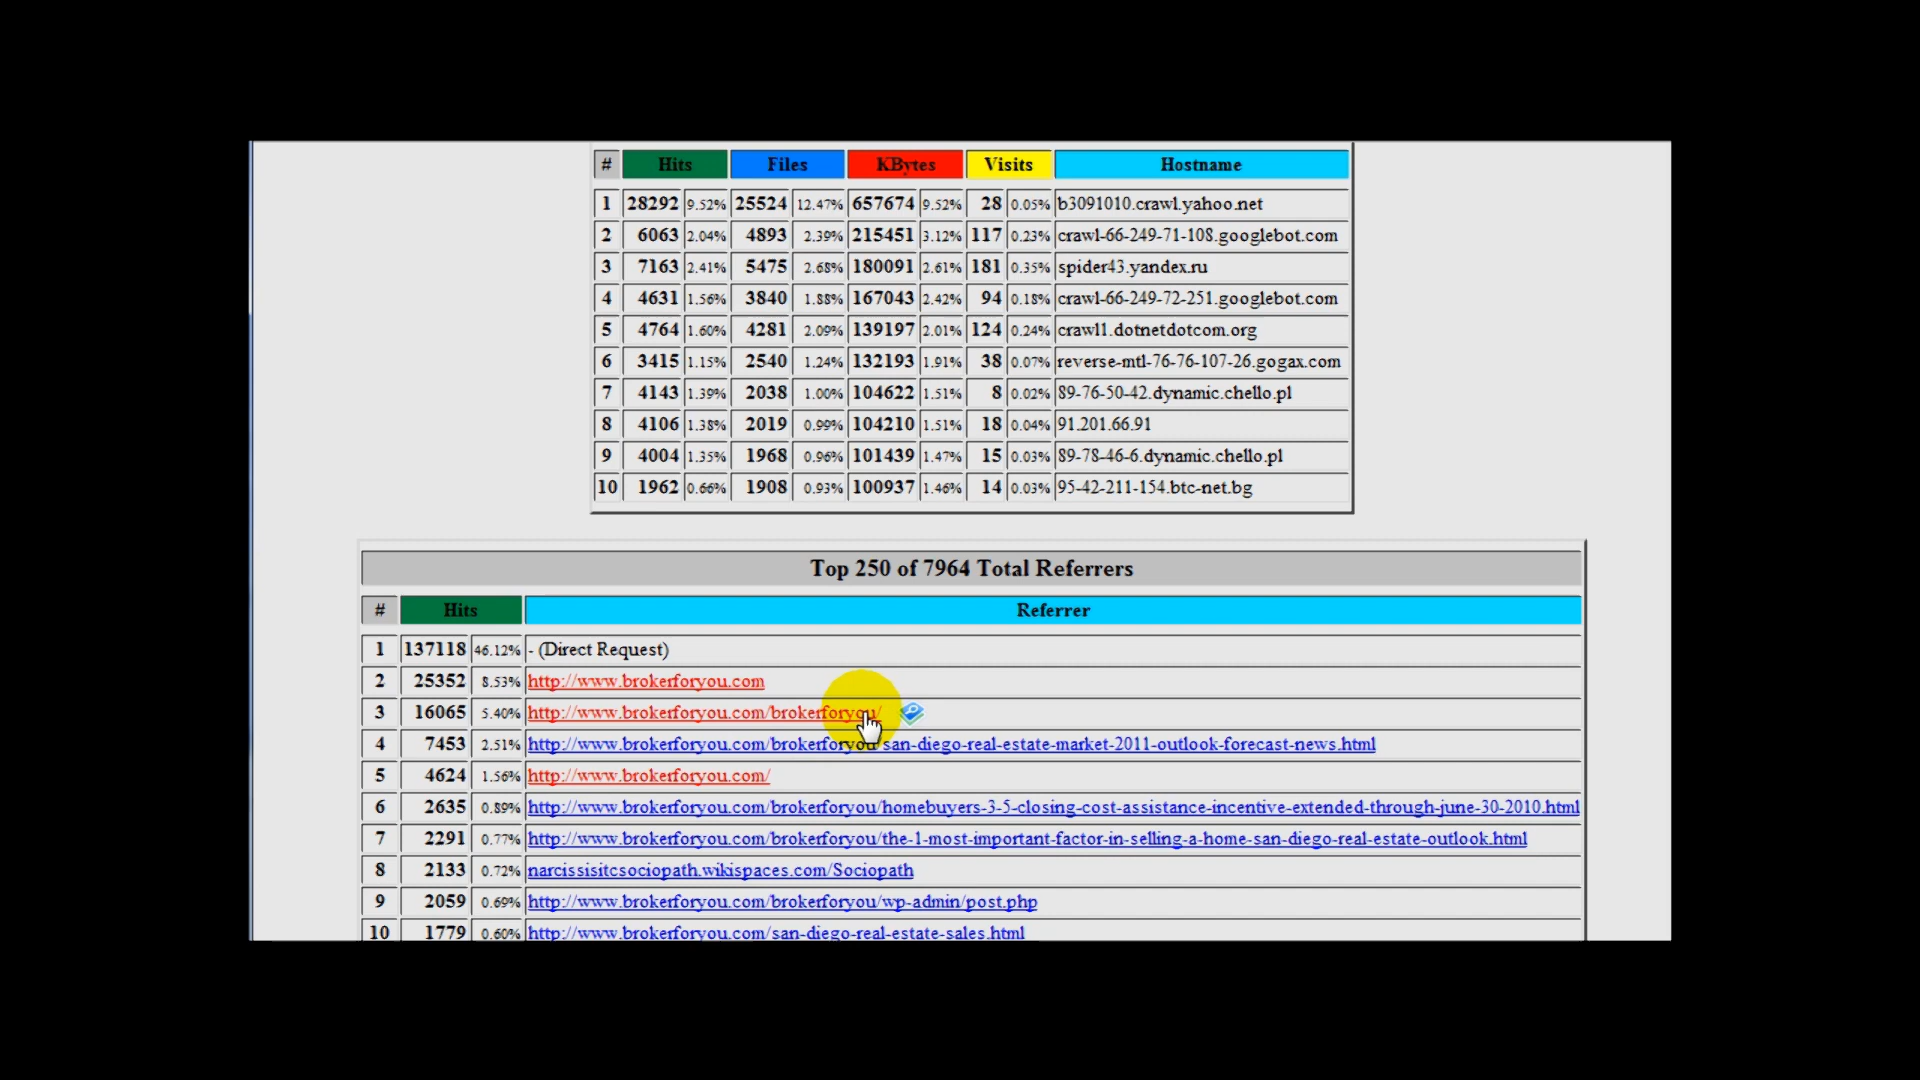 # Hits Files KBytes Visits Hostname
1 28292 9.52% 25524 12.47% 657674 9.52% 28 0.05% b3091010.crawl.yahoo.net
2 6063 2.04% 4893 2.39% 215451 3.12% 117 0.23% crawl-66-249-71-108.googlebot.com
3 7163 2.41% 5475 2.68% 180091 2.61% 181 0.35% spider43.yandex.ru
4 4631 1.56% 3840 1.88% 167043 2.42% 94 0.18% crawl-66-249-72-251.googlebot.com
5 4764 1.60% 4281 2.09% 139197 2.01% 124 0.24% crawl1.dotnetdotcom.org
6 3415 1.15% 2540 1.24% 132193 1.91% 38 0.07% reverse-mtl-76-76-107-26.gogax.com
7 4143 1.39% 2038 1.00% 104622 1.51% 8 0.02% 89-76-50-42.dynamic.chello.pl
8 4106 1.38% 2019 0.99% 104210 1.51% 18 0.04% 91.201.66.91
9 4004 1.35% 1968 0.96% 101439 1.47% 15 0.03% 89-78-46-6.dynamic.chello.pl
10 1962 0.66% 1908 0.93% 100937 1.46% 14 0.03% 95-42-211-154.btc-net.bg
Top 250 of 7964 Total Referrers
# Hits Referrer
1 137118 46.12% - (Direct Request)
2 25352 8.53% http://www.brokerforyou.com
3 16065 5.40% http://www.brokerforyou.com/brokerforyou/
4 7453 2.51% http://www.brokerforyou.com/brokerforyou/san-diego-real-estate-market-2011-outlook-forecast-news.html
5 4624 1.56% http://www.brokerforyou.com/
6 2635 0.89% http://www.brokerforyou.com/brokerforyou/homebuyers-3-5-closing-cost-assistance-incentive-extended-through-june-30-2010.html
7 2291 0.77% http://www.brokerforyou.com/brokerforyou/the-1-most-important-factor-in-selling-a-home-san-diego-real-estate-outlook.html
8 2133 0.72% narcissisitcsociopath.wikispaces.com/Sociopath
9 2059 0.69% http://www.brokerforyou.com/brokerforyou/wp-admin/post.php
10 1779 0.60% http://www.brokerforyou.com/san-diego-real-estate-sales.html